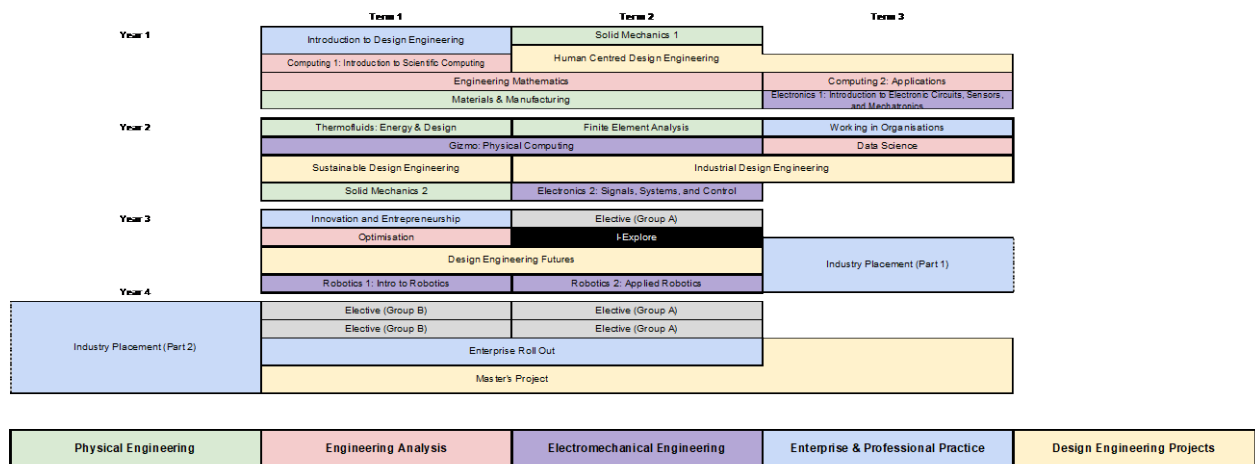 Term 1 Term 2 Term 3
Year 1
Introduction to Design Engineering
Solid Mechanics 1
Human Centred Design Engineering
Computing 1: Introduction to Scientific Computing
Engineering Mathematics
Computing 2: Applications
Materials & Manufacturing
Electronics 1: Introduction to Electronic Circuits, Sensors,
and Mechatronics
Year 2
Thermofluids: Energy & Design
Finite Element Analysis
Working in Organisations
Gizmo: Physical Computing
Data Science
Sustainable Design Engineering
Industrial Design Engineering
Solid Mechanics 2
Electronics 2: Signals, Systems, and Control
Year 3
Innovation and Entrepreneurship
Elective (Group A)
Optimisation
I-Explore
Design Engineering Futures
Industry Placement (Part 1)
Robotics 1: Intro to Robotics
Robotics 2: Applied Robotics
Year 4
Industry Placement (Part 2)
Elective (Group B)
Elective (Group A)
Elective (Group B)
Elective (Group A)
Enterprise Roll Out
Master's Project
Physical Engineering
Engineering Analysis
Electromechanical Engineering
Enterprise & Professional Practice
Design Engineering Projects